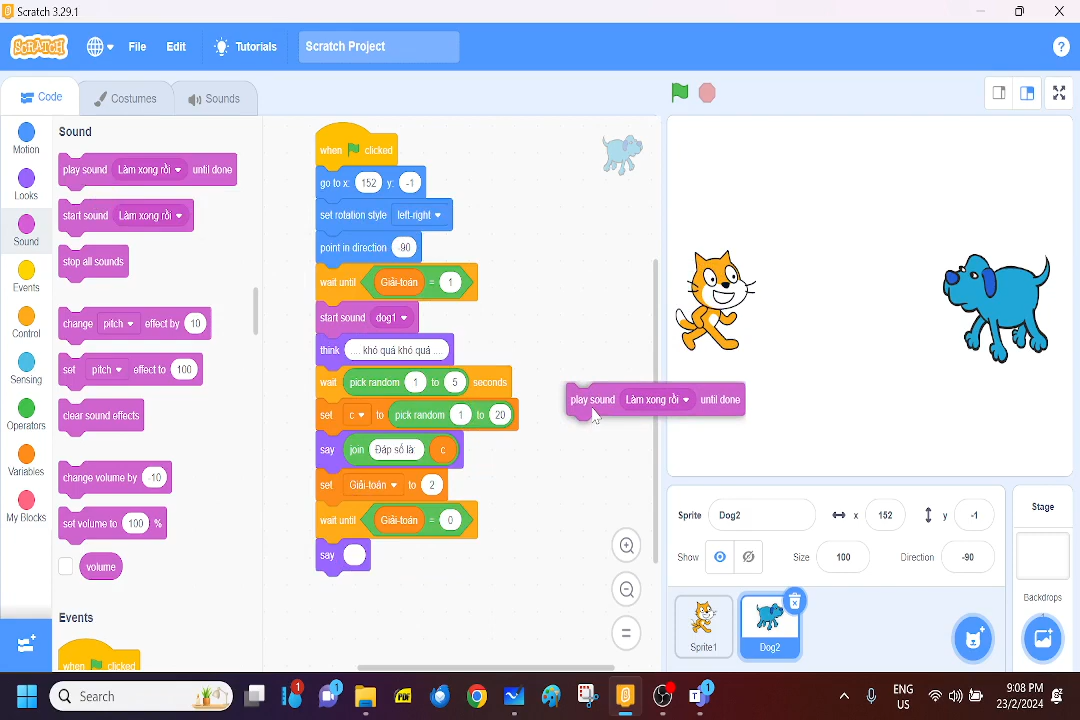 Scratch 3.29.1
SCRATCH File Edit Tutorials Scratch Project ?
Code Costumes Sounds
Motion
Looks
Sound
Events
Control
Sensing
Operators
Variables
My Blocks
Sound
play sound Làm xong rồi until done
start sound Làm xong rồi
stop all sounds
change pitch effect by 10
set pitch effect to 100
clear sound effects
change volume by -10
set volume to 100 %
volume
Events
when clicked
when clicked
go to x: 152 y: -1
set rotation style left-right
point in direction -90
wait until Giải-toán = 1
start sound dog1
think .... khó quá khó quá ....
wait pick random 1 to 5 seconds
set c to pick random 1 to 20
say join Đáp số là: c
set Giải-toán to 2
wait until Giải-toán = 0
say
play sound Làm xong rồi until done
Sprite Dog2 x 152 y -1
Show Size 100 Direction -90
Sprite1
Dog2
Stage
Backdrops
Search
1
1
PDF
1
ENG
US
9:08 PM
23/2/2024